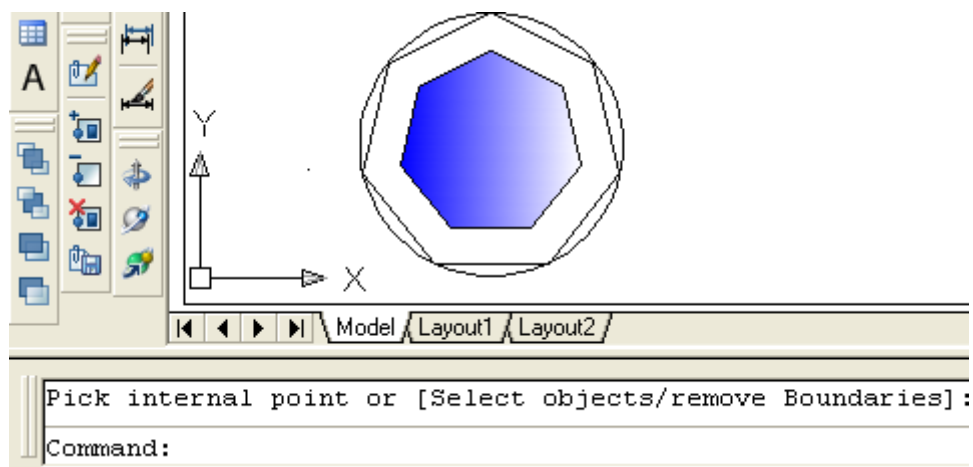 A
Y
X
Model Layout1 Layout2
Pick internal point or [Select objects/remove Boundaries]:
Command: